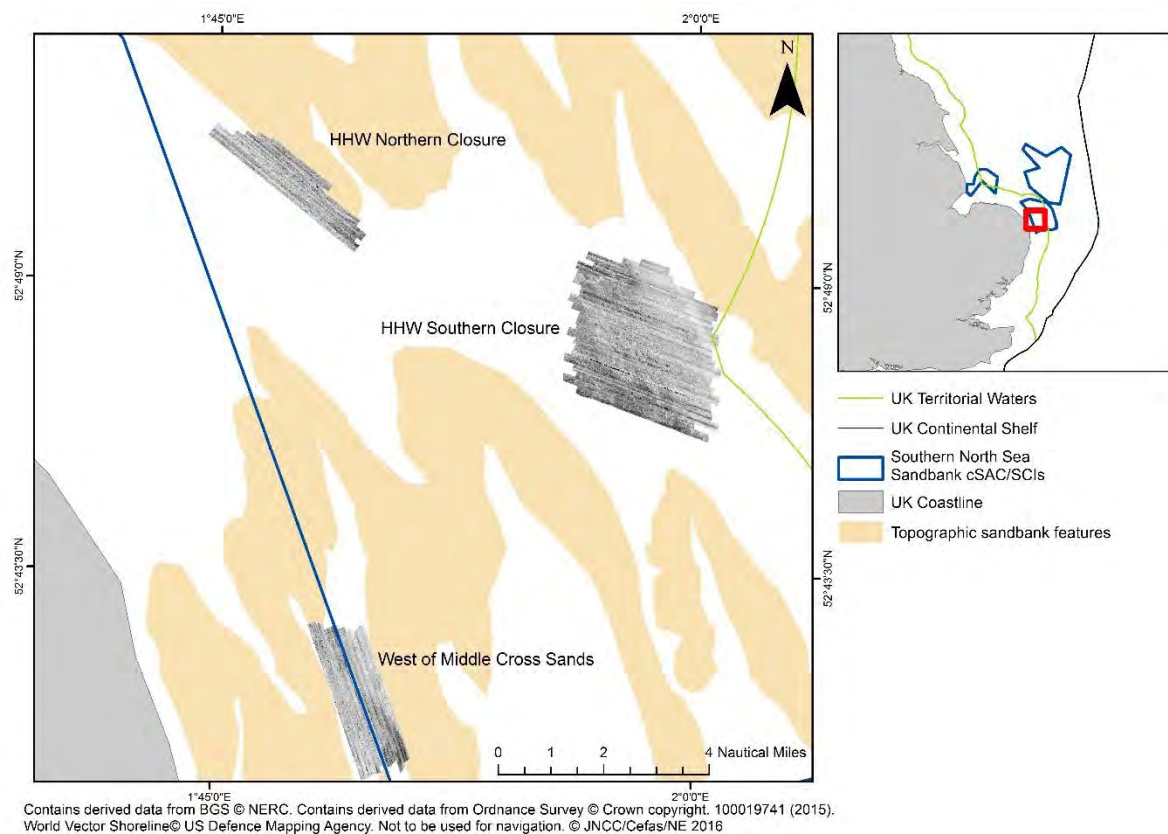 1°45'0"E
2°0'0"E
N
HHW Northern Closure
52°49'0"N
52°49'0"N
HHW Southern Closure
52°43'30"N
52°43'30"N
West of Middle Cross Sands
0 1 2 4 Nautical Miles
1°45'0"E
2°0'0"E
UK Territorial Waters
UK Continental Shelf
Southern North Sea
Sandbank cSAC/SCIs
UK Coastline
Topographic sandbank features
Contains derived data from BGS © NERC. Contains derived data from Ordnance Survey © Crown copyright. 100019741 (2015).
World Vector Shoreline© US Defence Mapping Agency. Not to be used for navigation. © JNCC/Cefas/NE 2016